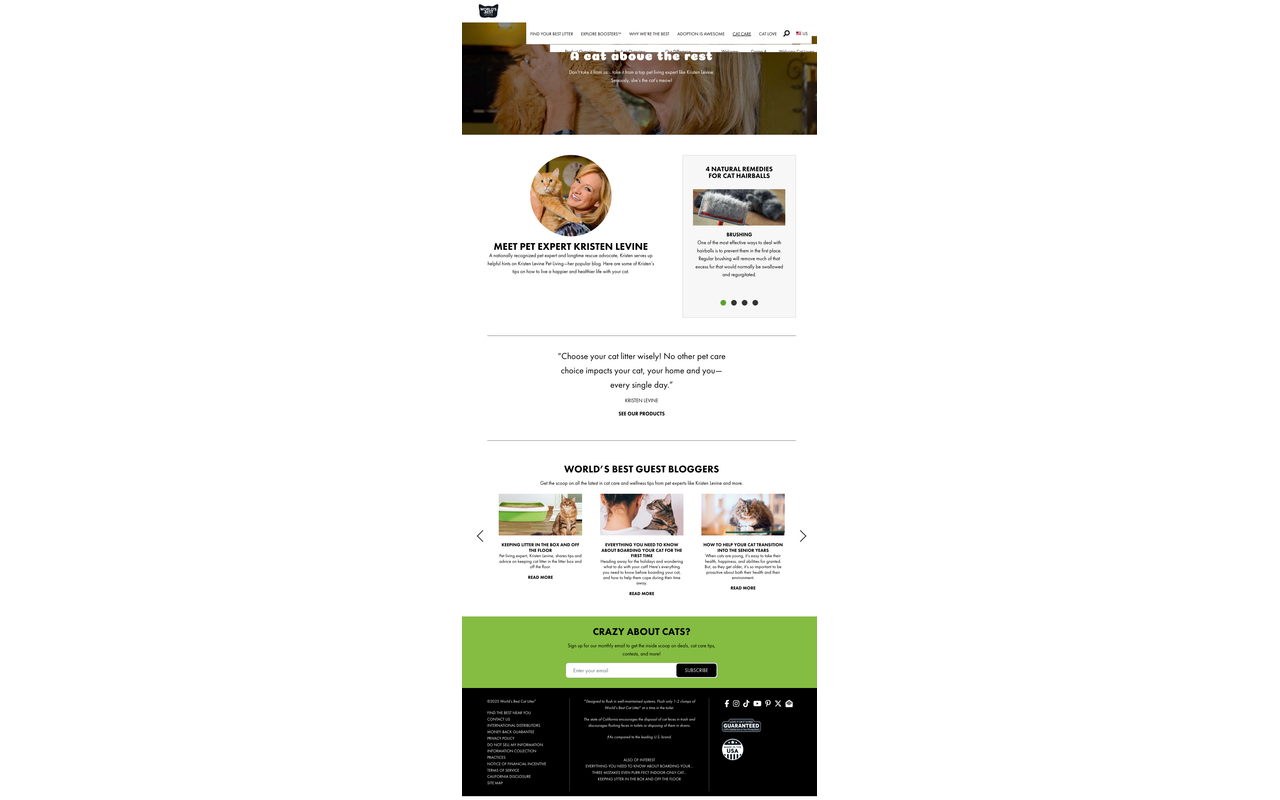 WORLD'S BEST
FIND YOUR BEST LITTER EXPLORE BOOSTERS™ WHY WE'RE THE BEST ADOPTION IS AWESOME CAT CARE CAT LOVE US
A cat above the rest
Don't take it from us...take it from a top pet living expert like Kristen Levine.
Seriously, she's the cat's meow!
MEET PET EXPERT KRISTEN LEVINE
A nationally recognized pet expert and longtime rescue advocate, Kristen serves up
helpful hints on Kristen Levine Pet Living—her popular blog. Here are some of Kristen's
tips on how to live a happier and healthier life with your cat.
4 NATURAL REMEDIES
FOR CAT HAIRBALLS
BRUSHING
One of the most effective ways to deal with
hairballs is to prevent them in the first place.
Regular brushing will remove much of that
excess fur that would normally be swallowed
and regurgitated.
"Choose your cat litter wisely! No other pet care
choice impacts your cat, your home and you—
every single day."
KRISTEN LEVINE
SEE OUR PRODUCTS
WORLD'S BEST GUEST BLOGGERS
Get the scoop on all the latest in cat care and wellness tips from pet experts like Kristen Levine and more.
KEEPING LITTER IN THE BOX AND OFF
THE FLOOR
Pet living expert, Kristen Levine, shares tips and
advice on keeping cat litter in the litter box and
off the floor.
READ MORE
EVERYTHING YOU NEED TO KNOW
ABOUT BOARDING YOUR CAT FOR THE
FIRST TIME
Heading away for the holidays and wondering
what to do with your cat? Here's everything
you need to know before boarding your cat,
and how to help them cope during their time
away.
READ MORE
HOW TO HELP YOUR CAT TRANSITION
INTO THE SENIOR YEARS
When cats are young, it's easy to take their
health, happiness, and abilities for granted.
But, as they get older, it's so important to be
proactive about both their health and their
environment.
READ MORE
CRAZY ABOUT CATS?
Sign up for our monthly email to get the inside scoop on deals, cat care tips,
contests, and more!
Enter your email SUBSCRIBE
©2025 World's Best Cat Litter®
FIND THE BEST NEAR YOU
CONTACT US
INTERNATIONAL DISTRIBUTORS
MONEY-BACK GUARANTEE
PRIVACY POLICY
DO NOT SELL MY INFORMATION
INFORMATION COLLECTION
PRACTICES
NOTICE OF FINANCIAL INCENTIVE
TERMS OF SERVICE
CALIFORNIA DISCLOSURE
SITE MAP
*Designed to flush in well-maintained systems. Flush only 1-2 clumps of
World's Best Cat Litter® at a time in the toilet.
The state of California encourages the disposal of cat feces in trash and
discourages flushing feces in toilets or disposing of them in drains.
‡Vs compared to the leading U.S. brand.
ALSO OF INTEREST
EVERYTHING YOU NEED TO KNOW ABOUT BOARDING YOUR...
THREE MISTAKES EVEN PURR-FECT INDOOR-ONLY CAT...
KEEPING LITTER IN THE BOX AND OFF THE FLOOR
GUARANTEED
USA